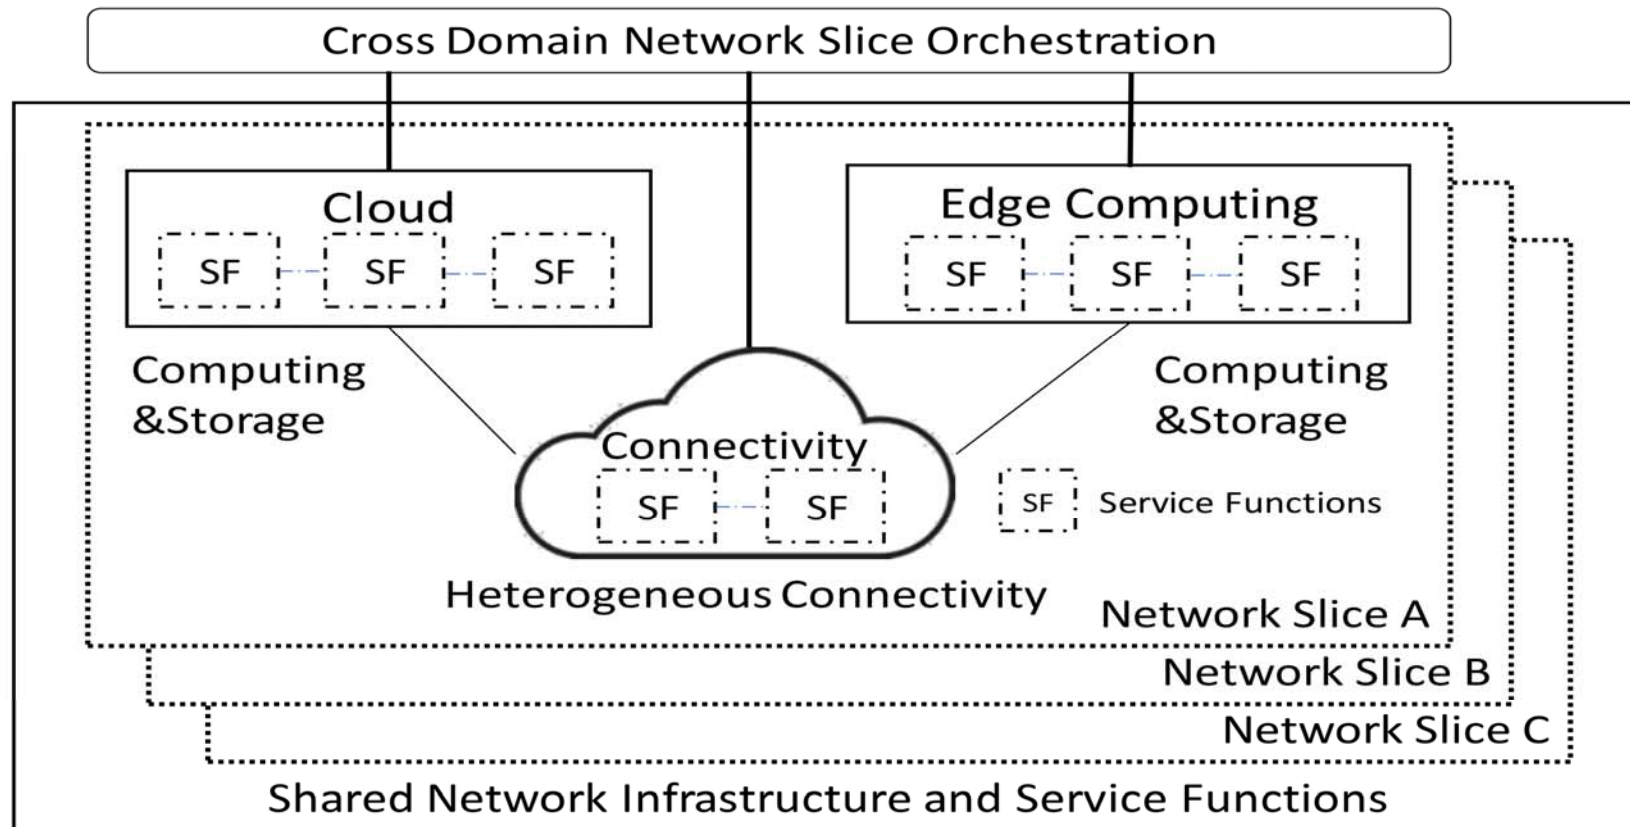 Cross Domain Network Slice Orchestration
Cloud
SF SF SF
Edge Computing
SF SF SF
Computing
&Storage
Computing
&Storage
Connectivity
SF SF
SF Service Functions
Heterogeneous Connectivity
Network Slice A
Network Slice B
Network Slice C
Shared Network Infrastructure and Service Functions